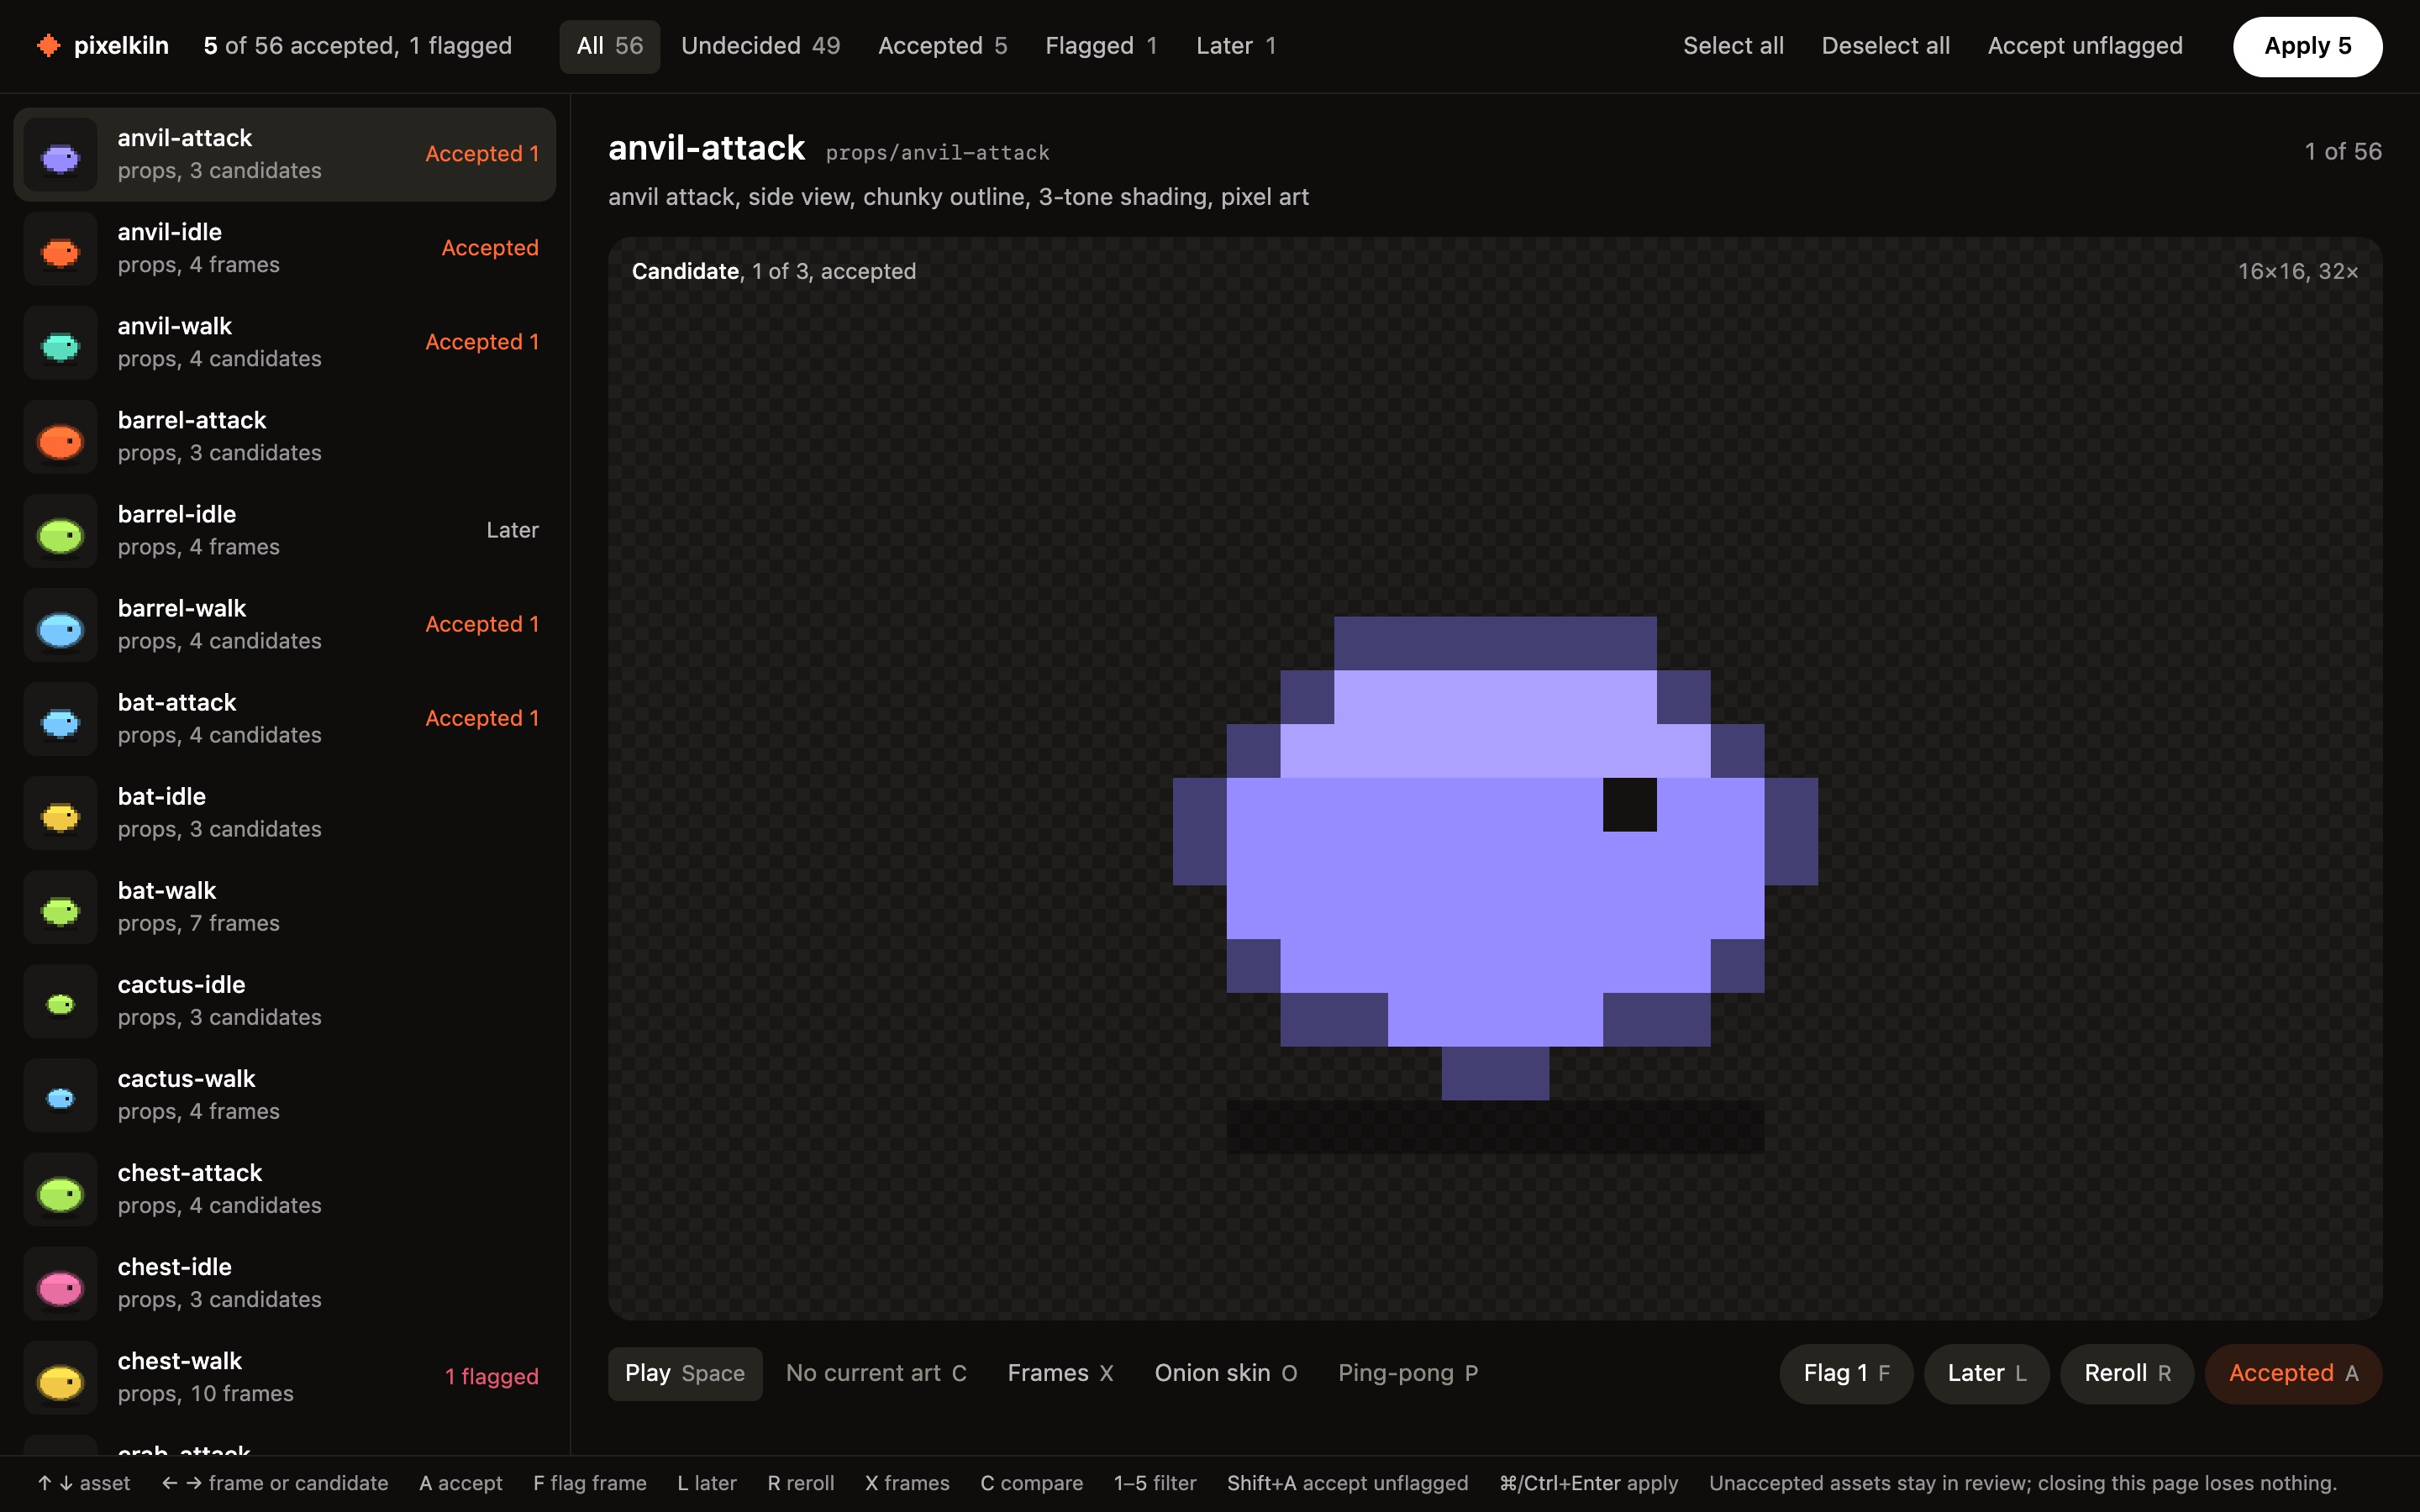 pixelkiln 5 of 56 accepted, 1 flagged All 56 Undecided 49 Accepted 5 Flagged 1 Later 1 Select all Deselect all Accept unflagged Apply 5
anvil-attack
props, 3 candidates
Accepted 1
anvil-idle
props, 4 frames
Accepted
anvil-walk
props, 4 candidates
Accepted 1
barrel-attack
props, 3 candidates
barrel-idle
props, 4 frames
Later
barrel-walk
props, 4 candidates
Accepted 1
bat-attack
props, 4 candidates
Accepted 1
bat-idle
props, 3 candidates
bat-walk
props, 7 frames
cactus-idle
props, 3 candidates
cactus-walk
props, 4 frames
chest-attack
props, 4 candidates
chest-idle
props, 3 candidates
chest-walk
props, 10 frames
1 flagged
crab-attack
anvil-attack props/anvil-attack 1 of 56
anvil attack, side view, chunky outline, 3-tone shading, pixel art
Candidate, 1 of 3, accepted 16×16, 32×
Play Space No current art C Frames X Onion skin O Ping-pong P Flag 1 F Later L Reroll R Accepted A
↑ ↓ asset ← → frame or candidate A accept F flag frame L later R reroll X frames C compare 1–5 filter Shift+A accept unflagged ⌘/Ctrl+Enter apply Unaccepted assets stay in review; closing this page loses nothing.